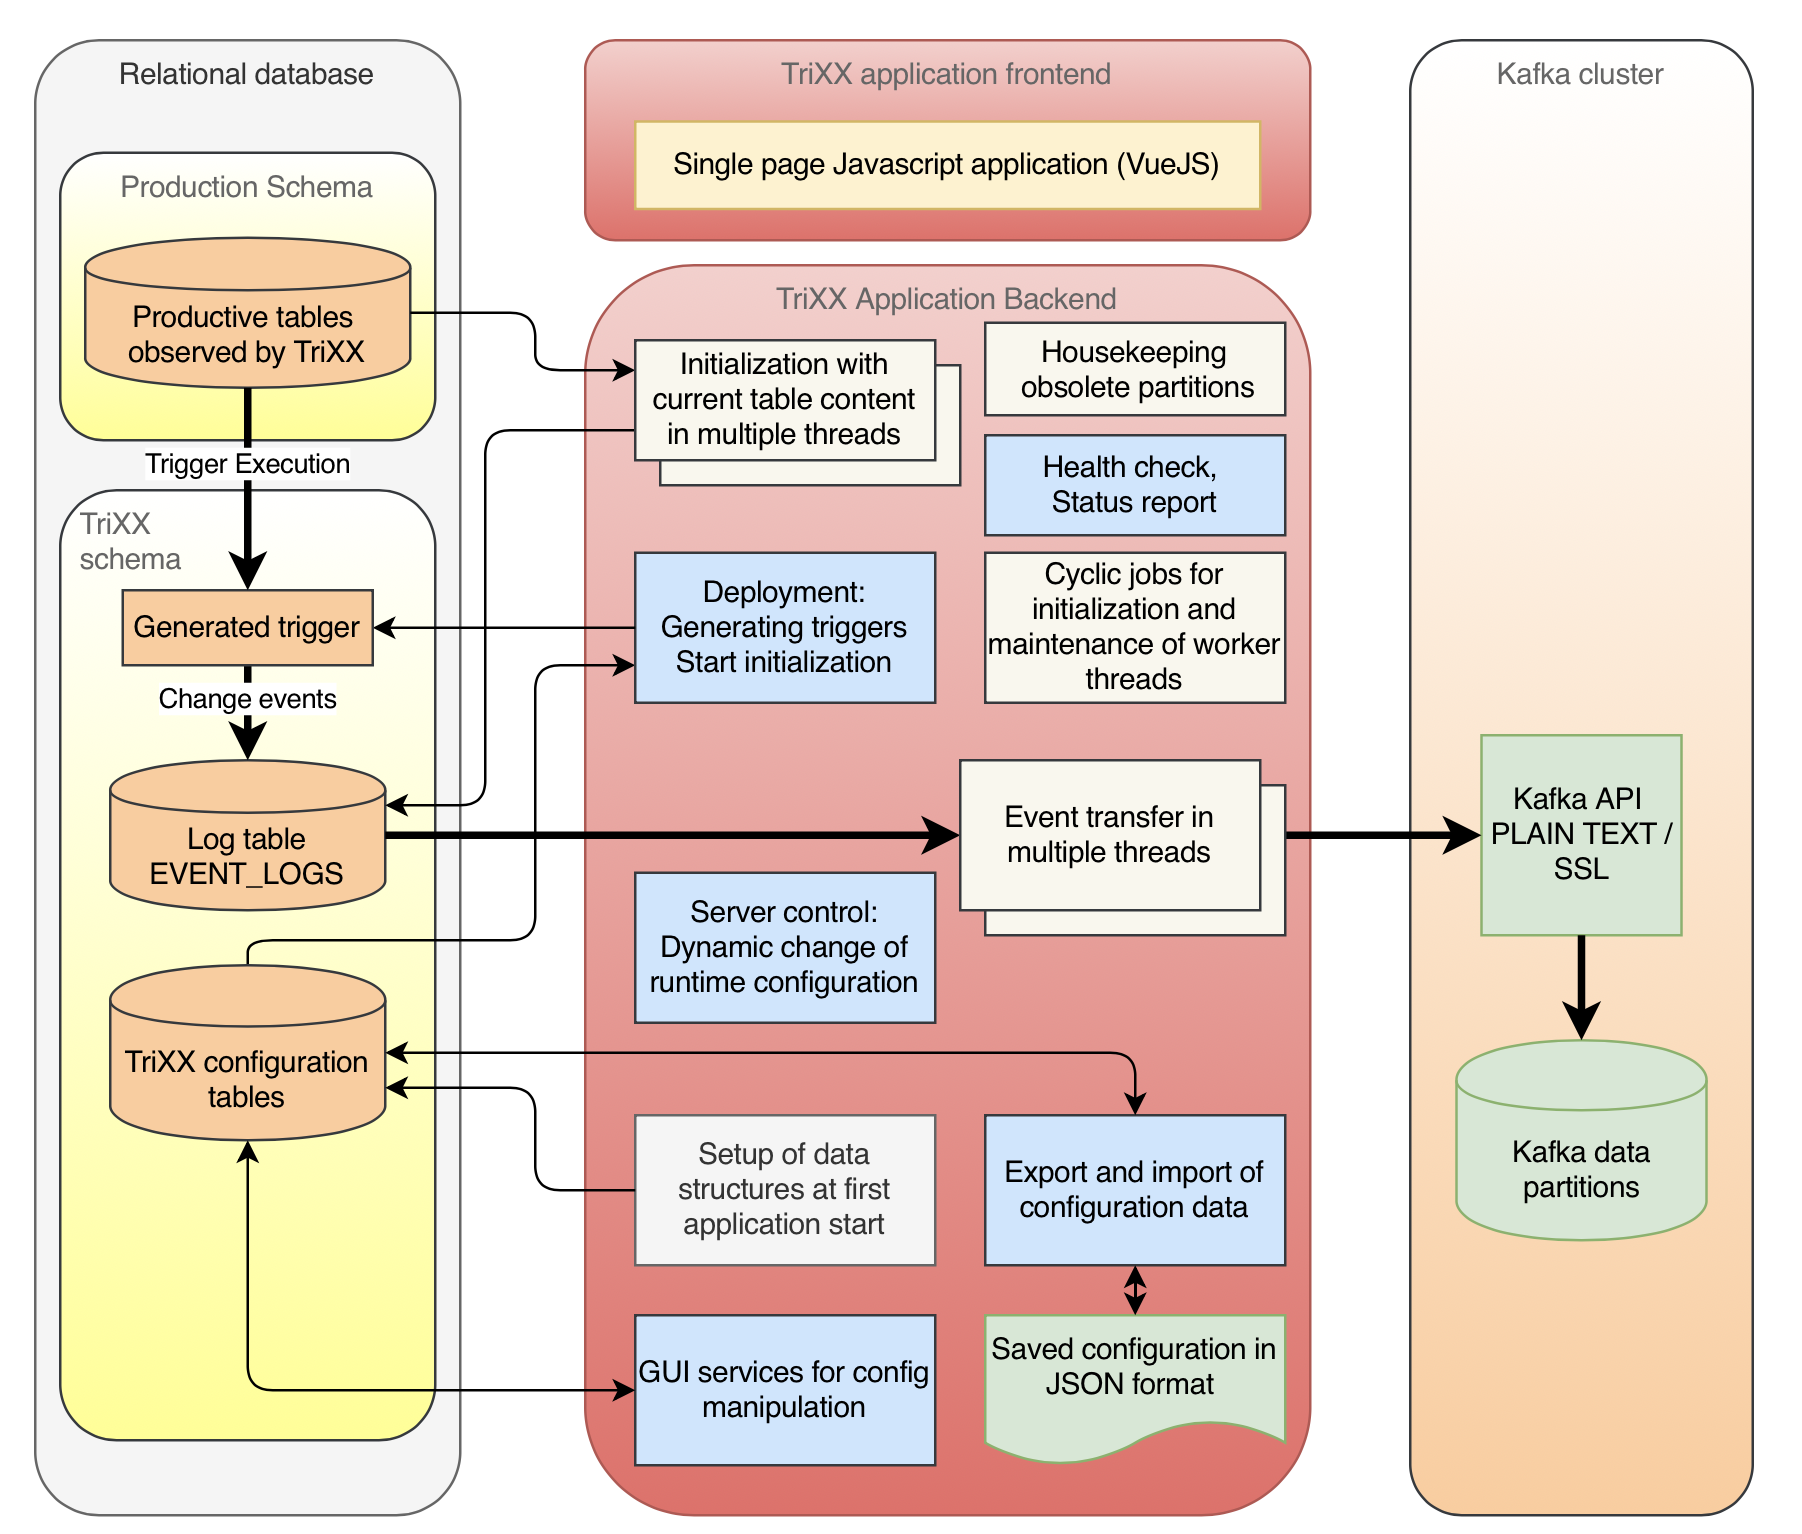 Relational database
Production Schema
Productive tables
observed by TriXX
Trigger Execution
TriXX
schema
Generated trigger
Change events
Log table
EVENT_LOGS
TriXX configuration
tables
TriXX application frontend
Single page Javascript application (VueJS)
TriXX Application Backend
Initialization with
current table content
in multiple threads
Housekeeping
obsolete partitions
Health check,
Status report
Deployment:
Generating triggers
Start initialization
Cyclic jobs for
initialization and
maintenance of worker
threads
Event transfer in
multiple threads
Server control:
Dynamic change of
runtime configuration
Setup of data
structures at first
application start
Export and import of
configuration data
GUI services for config
manipulation
Saved configuration in
JSON format
Kafka cluster
Kafka API
PLAIN TEXT /
SSL
Kafka data
partitions